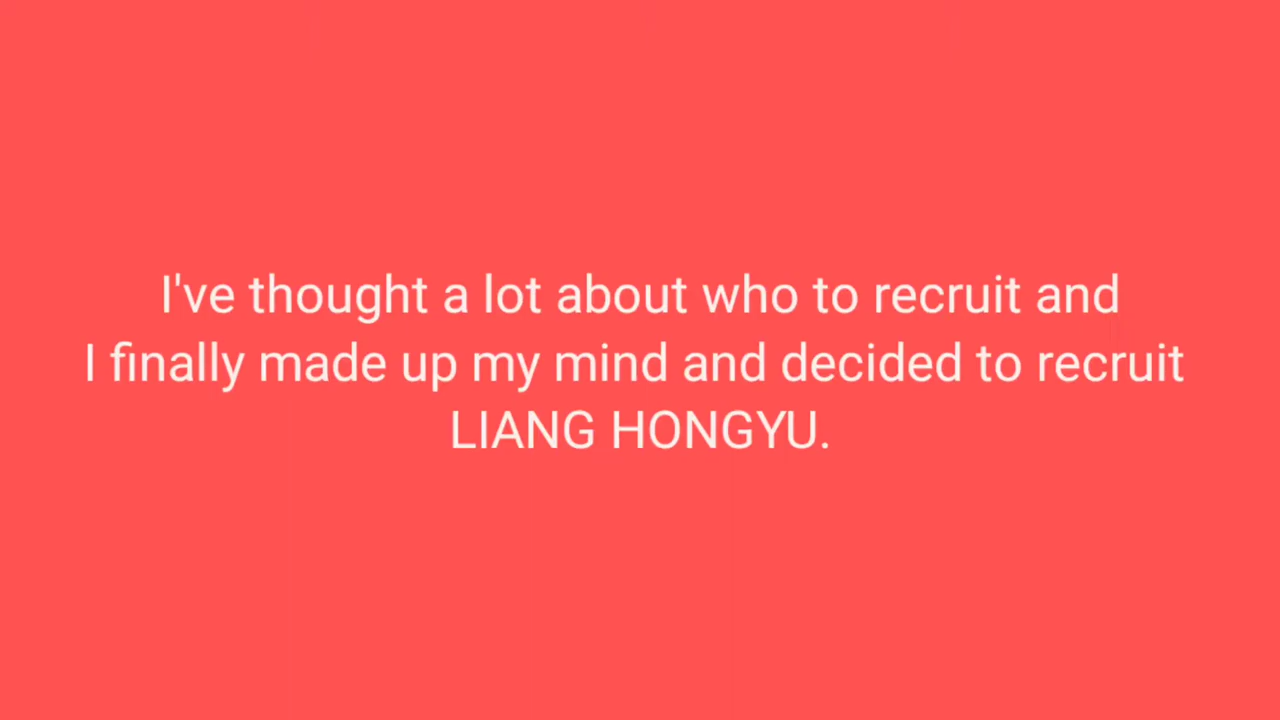 I've thought a lot about who to recruit and
I finally made up my mind and decided to recruit
LIANG HONGYU.